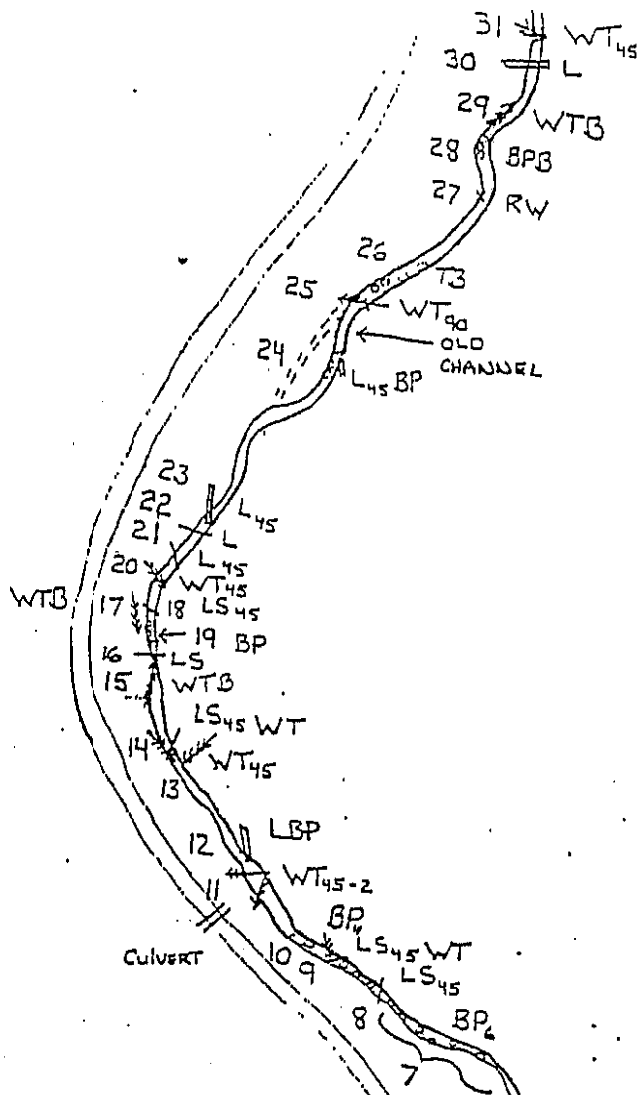 31 WT45
30 L
29 WTB
28 BPB
27 RW
26 TB
25 WT90
OLD
CHANNEL
24 L45 BP
23 L45
22 L
21 L45
20 WT45
WTB 17 18 LS45
19 BP
16 LS
15 WTB
LS45 WT
14 WT45
13
LBP
12
WT45-2
11
BP4
CULVERT 10 9 LS45 WT
LS45
8 BP6
7